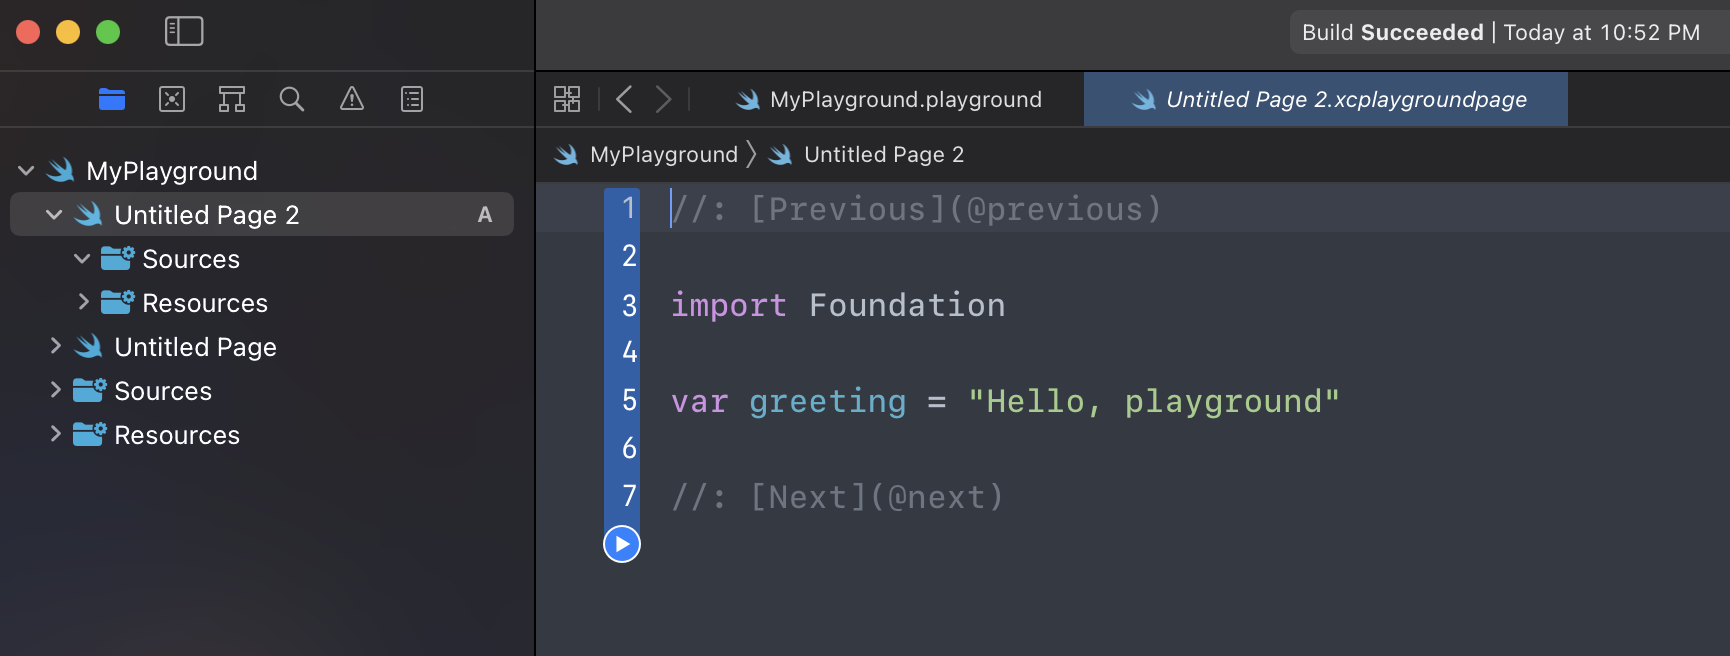 Build Succeeded | Today at 10:52 PM
MyPlayground.playground
Untitled Page 2.xcplaygroundpage
MyPlayground
Untitled Page 2
MyPlayground
Untitled Page 2 A
Sources
Resources
Untitled Page
Sources
Resources
1 //: [Previous](@previous)
2
3 import Foundation
4
5 var greeting = "Hello, playground"
6
7 //: [Next](@next)